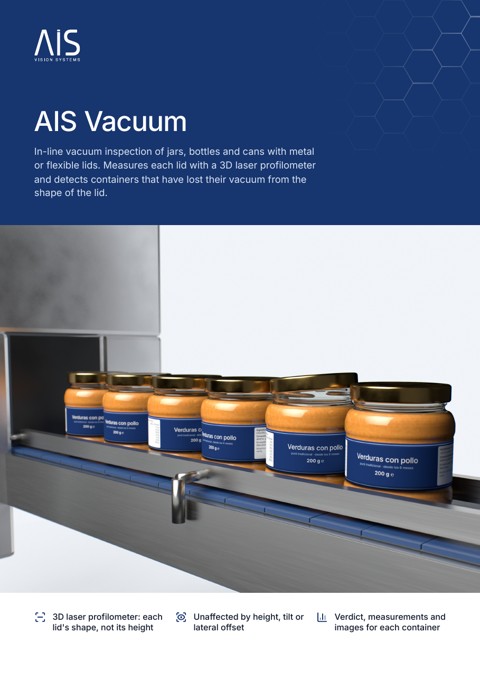 AIS
VISION SYSTEMS
AIS Vacuum
In-line vacuum inspection of jars, bottles and cans with metal
or flexible lids. Measures each lid with a 3D laser profilometer
and detects containers that have lost their vacuum from the
shape of the lid.
Verduras con pollo
200 g e
Verduras con pollo
200 g e
Verduras con pollo
200 g e
3D laser profilometer: each
lid's shape, not its height
Unaffected by height, tilt or
lateral offset
Verdict, measurements and
images for each container